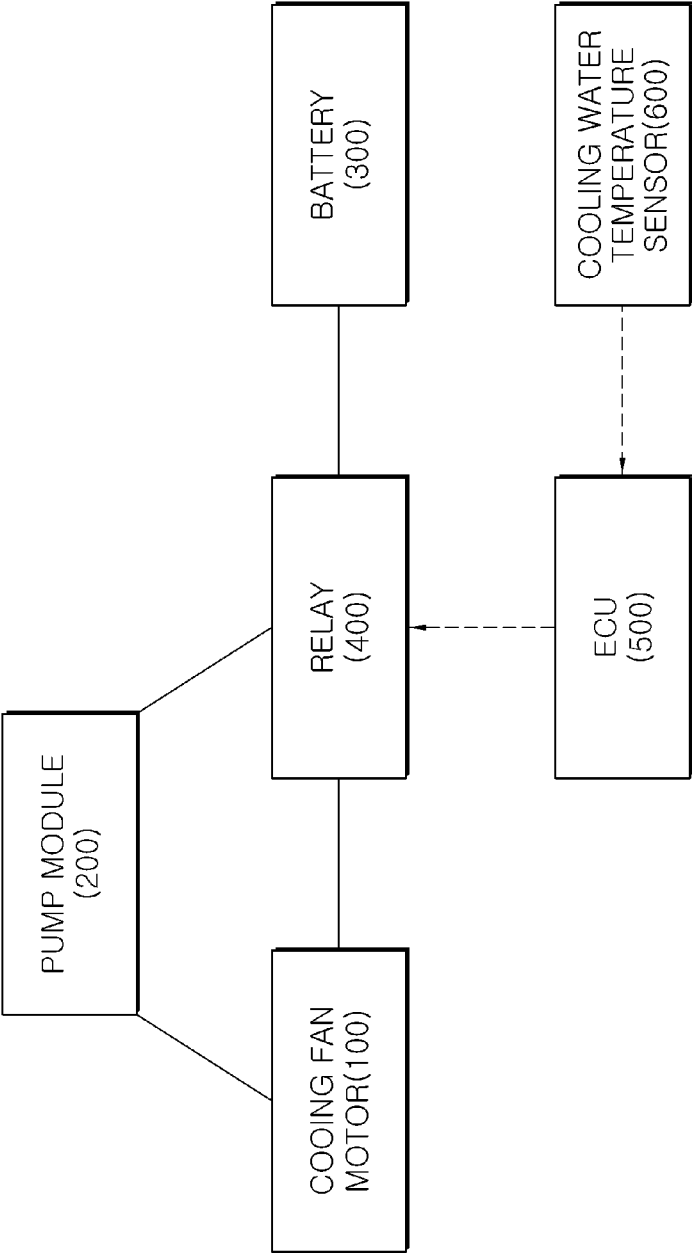 PUMP MODULE
(200)
COOING FAN
MOTOR(100)
RELAY
(400)
BATTERY
(300)
ECU
(500)
COOLING WATER
TEMPERATURE
SENSOR(600)